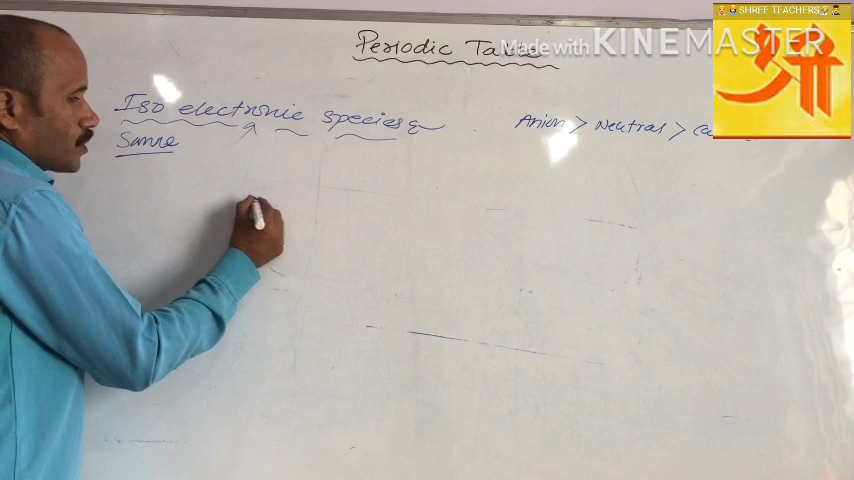 SHREE TEACHERS
Periodic Table
Made with KINEMASTER
श्री
Iso electronic species
Anion > Neutral >
Same